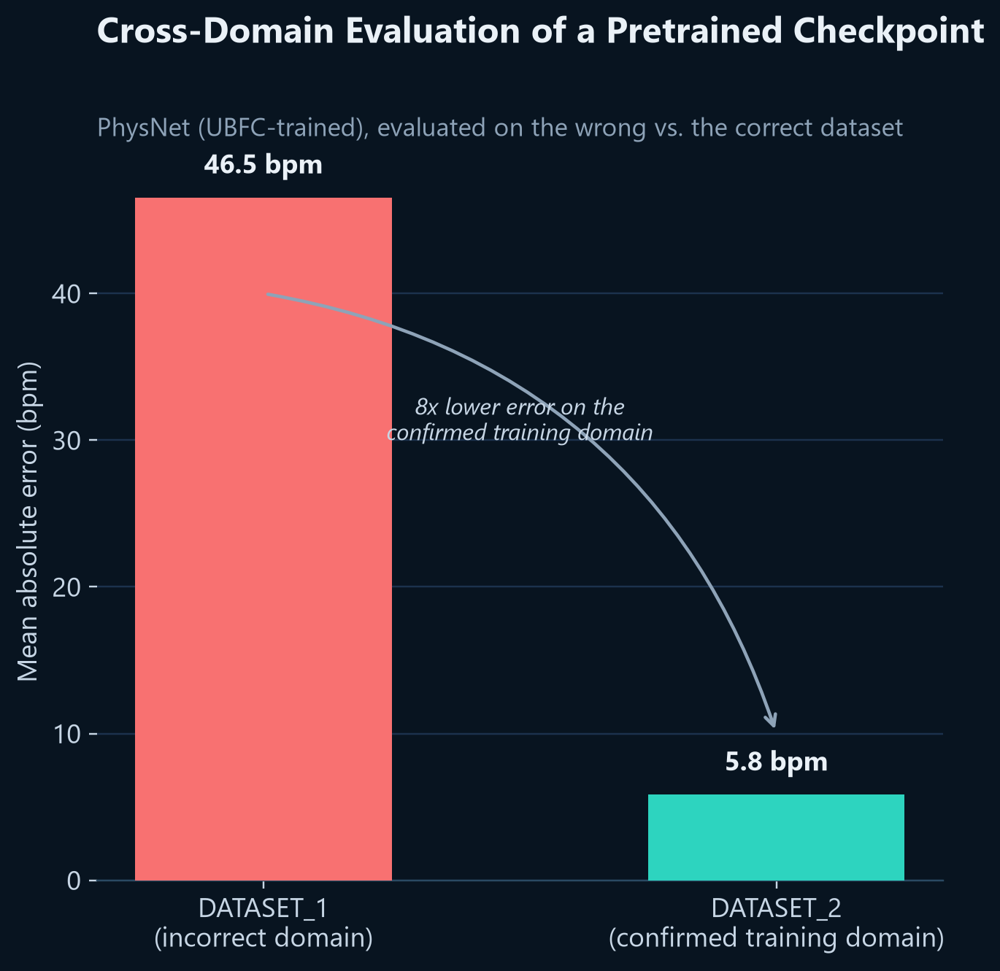 Cross-Domain Evaluation of a Pretrained Checkpoint
PhysNet (UBFC-trained), evaluated on the wrong vs. the correct dataset
46.5 bpm
40
8x lower error on the
confirmed training domain
30
Mean absolute error (bpm)
20
10
5.8 bpm
0
DATASET_1
(incorrect domain)
DATASET_2
(confirmed training domain)